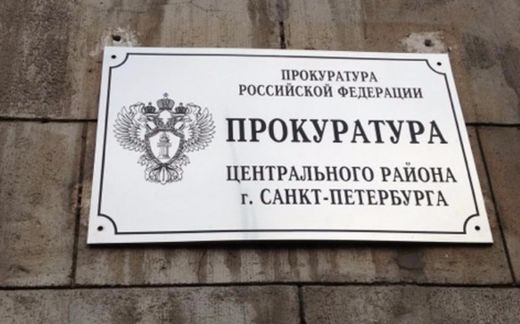 ПРОКУРАТУРА
РОССИЙСКОЙ ФЕДЕРАЦИИ
ПРОКУРАТУРА
ЦЕНТРАЛЬНОГО РАЙОНА
г. САНКТ-ПЕТЕРБУРГА